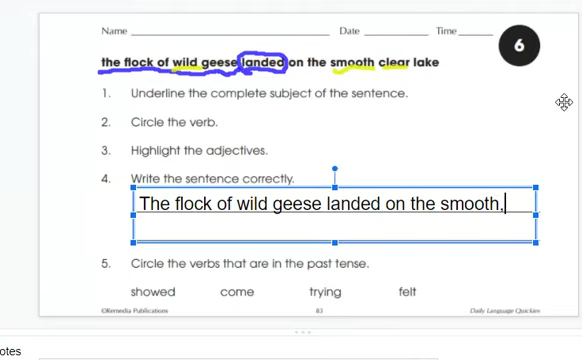 Name Date Time
6
the flock of wild geese landed on the smooth clear lake
1. Underline the complete subject of the sentence.
2. Circle the verb.
3. Highlight the adjectives.
4. Write the sentence correctly.
The flock of wild geese landed on the smooth,
5. Circle the verbs that are in the past tense.
showed come trying felt
©Remedia Publications 83 Daily Language Quickies
otes